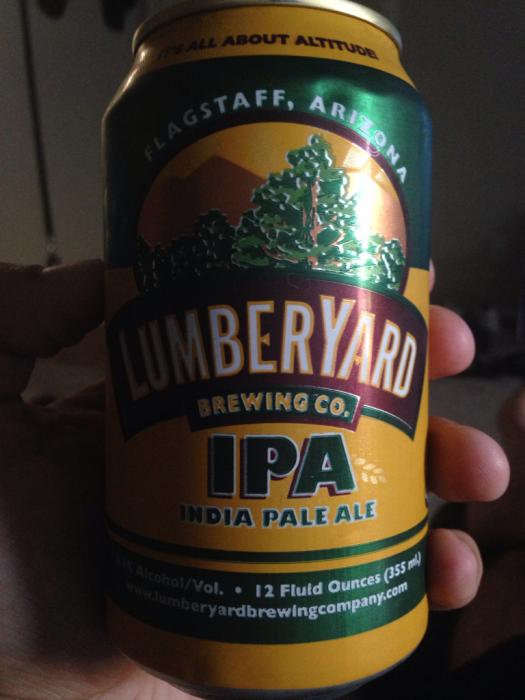 IT'S ALL ABOUT ALTITUDE!
FLAGSTAFF, ARIZONA
LUMBERYARD
BREWING CO.
IPA
INDIA PALE ALE
Alcohol/Vol. • 12 Fluid Ounces (355 mL)
www.lumberyardbrewingcompany.com